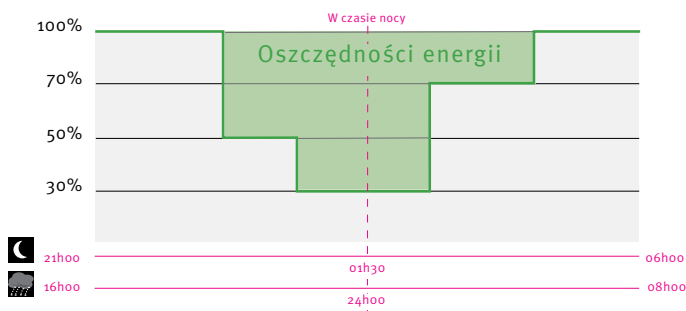 W czasie nocy
100%
Oszczędności energii
70%
50%
30%
21h00
01h30
06h00
16h00
24h00
08h00